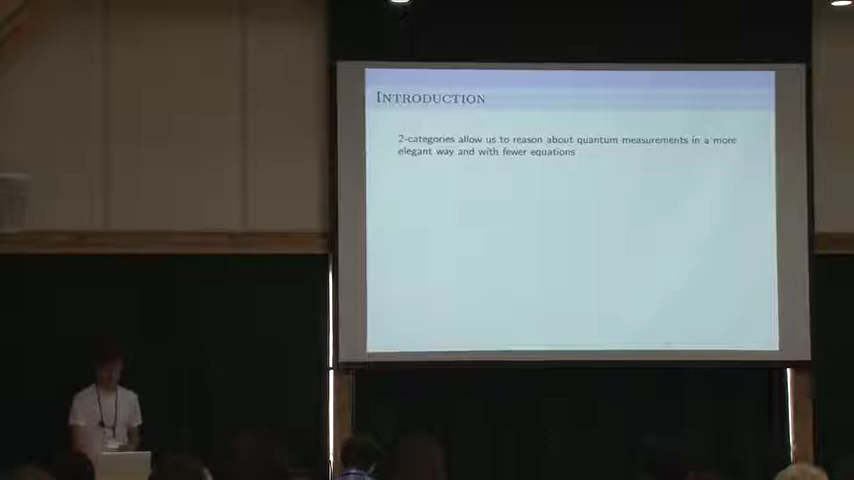 INTRODUCTION
2-categories allow us to reason about quantum measurements in a more
elegant way and with fewer equations